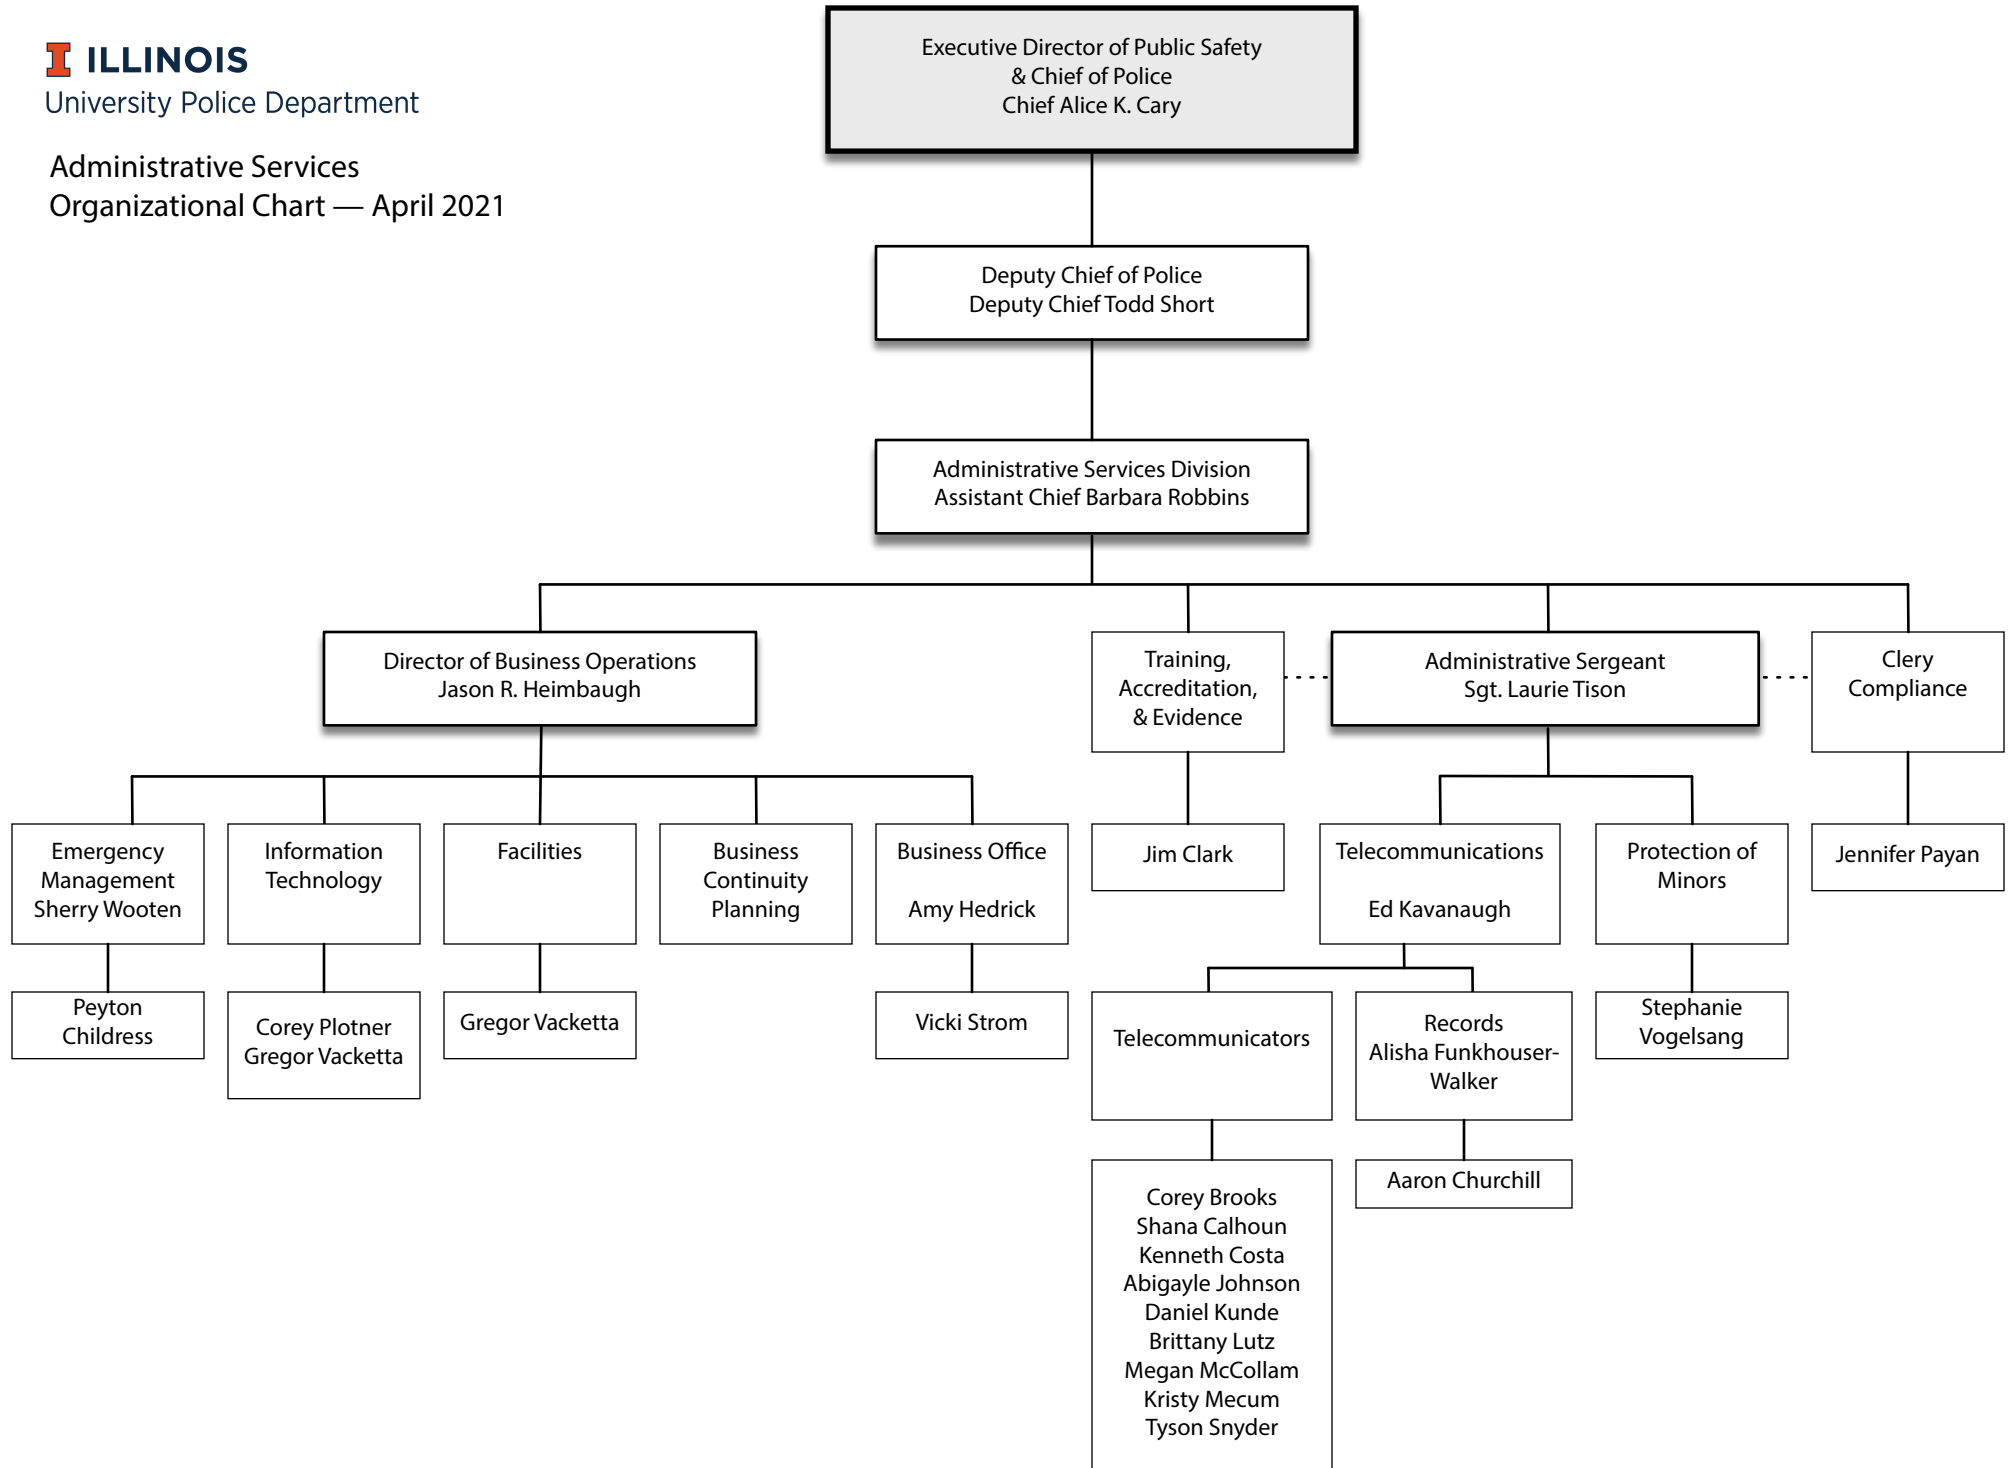 ILLINOIS
University Police Department
Administrative Services
Organizational Chart — April 2021
Executive Director of Public Safety
& Chief of Police
Chief Alice K. Cary
Deputy Chief of Police
Deputy Chief Todd Short
Administrative Services Division
Assistant Chief Barbara Robbins
Director of Business Operations
Jason R. Heimbaugh
Training,
Accreditation,
& Evidence
Administrative Sergeant
Sgt. Laurie Tison
Clery
Compliance
Emergency
Management
Sherry Wooten
Information
Technology
Facilities
Business
Continuity
Planning
Business Office
Amy Hedrick
Jim Clark
Telecommunications
Ed Kavanaugh
Protection of
Minors
Jennifer Payan
Peyton
Childress
Corey Plotner
Gregor Vacketta
Gregor Vacketta
Vicki Strom
Telecommunicators
Records
Alisha Funkhouser-
Walker
Stephanie
Vogelsang
Corey Brooks
Shana Calhoun
Kenneth Costa
Abigayle Johnson
Daniel Kunde
Brittany Lutz
Megan McCollam
Kristy Mecum
Tyson Snyder
Aaron Churchill